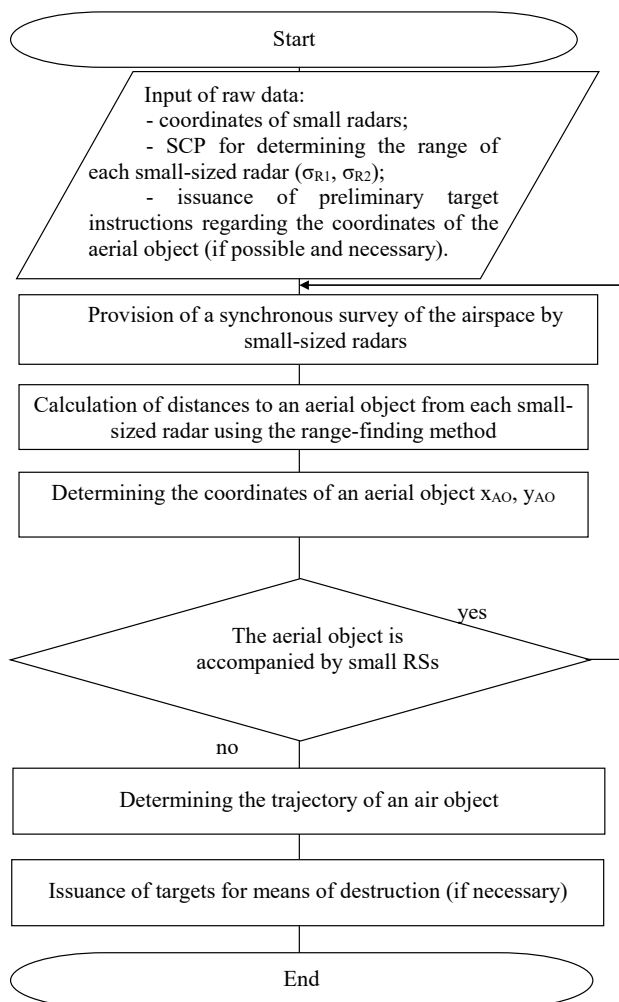 Start
Input of raw data:
- coordinates of small radars;
- SCP for determining the range of
each small-sized radar (σR1, σR2);
- issuance of preliminary target
instructions regarding the coordinates of the
aerial object (if possible and necessary).
Provision of a synchronous survey of the airspace by
small-sized radars
Calculation of distances to an aerial object from each small-
sized radar using the range-finding method
Determining the coordinates of an aerial object xAO, yAO
yes
The aerial object is
accompanied by small RSs
no
Determining the trajectory of an air object
Issuance of targets for means of destruction (if necessary)
End